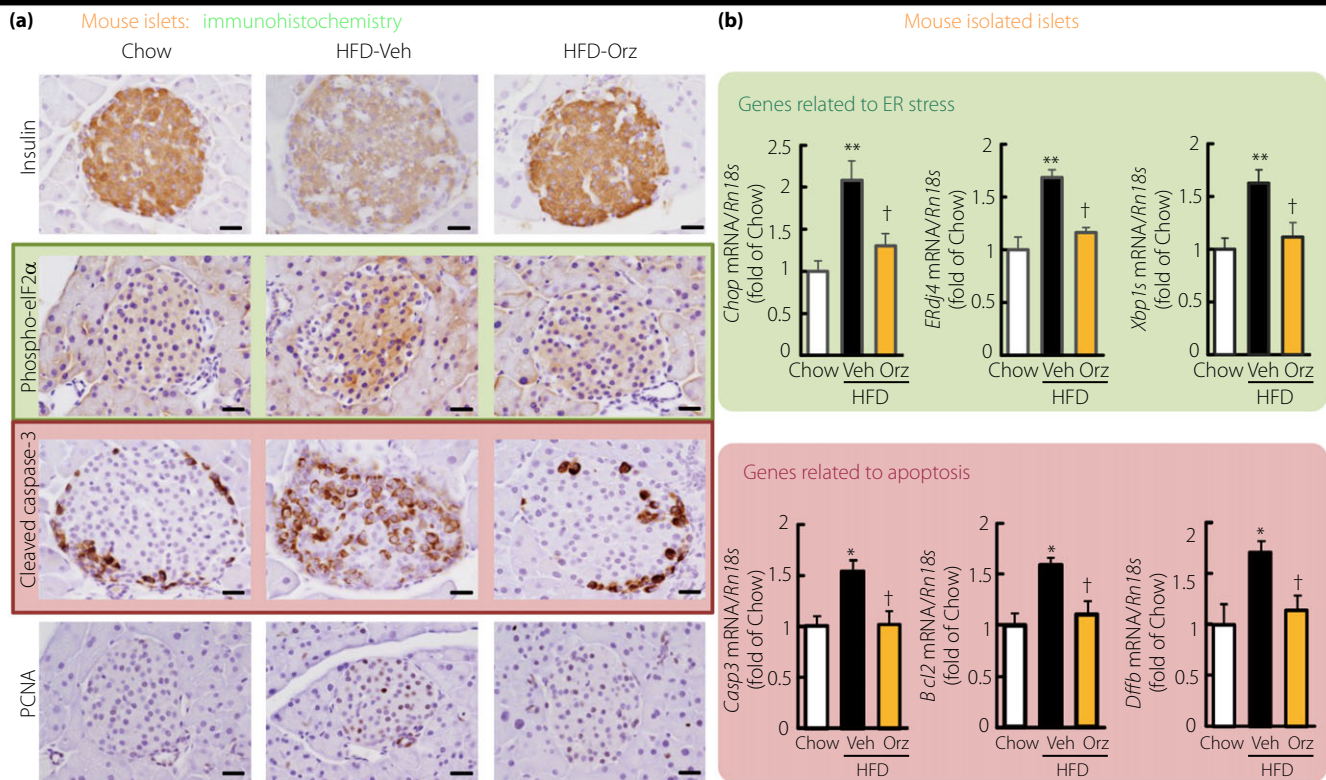 (a) Mouse islets: immunohistochemistry
Chow HFD-Veh HFD-Orz
Insulin
Phospho-eIF2α
Cleaved caspase-3
PCNA
(b) Mouse isolated islets
Genes related to ER stress
Chop mRNA/Rn18s
(fold of Chow)
2.5
2
1.5
1
0.5
0
**
†
Chow Veh Orz
HFD
ERdj4 mRNA/Rn18s
(fold of Chow)
2
1.5
1
0.5
0
**
†
Chow Veh Orz
HFD
Xbp1s mRNA/Rn18s
(fold of Chow)
2
1.5
1
0.5
0
**
†
Chow Veh Orz
HFD
Genes related to apoptosis
Casp3 mRNA/Rn18s
(fold of Chow)
2
1.5
1
0.5
0
*
†
Chow Veh Orz
HFD
Bcl2 mRNA/Rn18s
(fold of Chow)
2
1.5
1
0.5
0
*
†
Chow Veh Orz
HFD
Dffb mRNA/Rn18s
(fold of Chow)
2
1.5
1
0.5
0
*
†
Chow Veh Orz
HFD